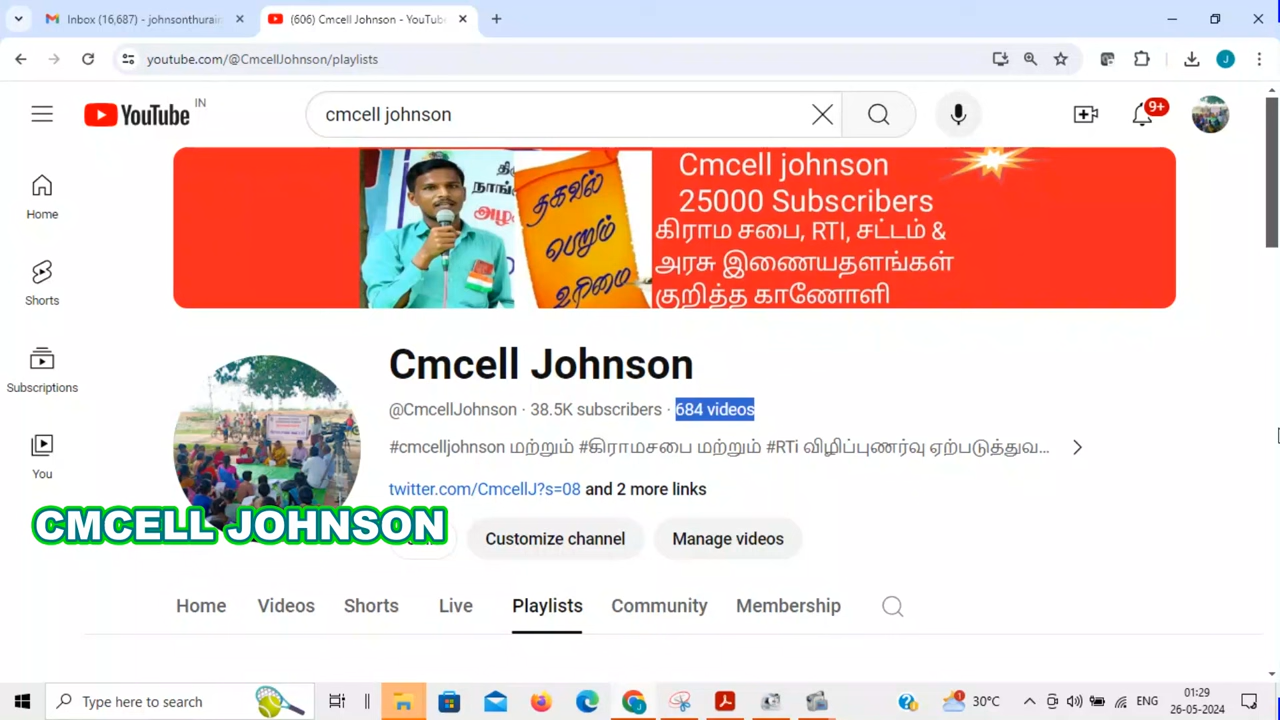 Inbox (16,687) - johnsonthurai
(606) Cmcell Johnson - YouTube
youtube.com/@CmcellJohnson/playlists
J
YouTube IN
cmcell johnson
9+
Home
Shorts
Subscriptions
You
தகவல்
பெறும்
உரிமை
Cmcell johnson
25000 Subscribers
கிராம சபை, RTI, சட்டம் &
அரசு இணையதளங்கள்
குறித்த காணோளி
Cmcell Johnson
@CmcellJohnson · 38.5K subscribers · 684 videos
#cmcelljohnson மற்றும் #கிராமசபை மற்றும் #RTi விழிப்புணர்வு ஏற்படுத்துவ...
twitter.com/CmcellJ?s=08 and 2 more links
CMCELL JOHNSON
Customize channel
Manage videos
Home Videos Shorts Live Playlists Community Membership
Type here to search
30°C
ENG
01:29
26-05-2024